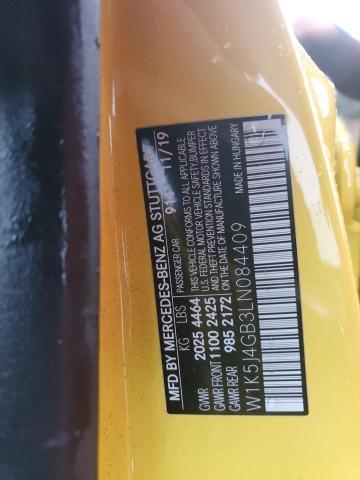 MFD BY MERCEDES-BENZ AG STUTTGART
11/19
KG LBS
PASSENGER CAR
GVWR 2025 4464
GAWR FRONT 1100 2425
GAWR REAR 985 2172
THIS VEHICLE CONFORMS TO ALL APPLICABLE
U.S. FEDERAL MOTOR VEHICLE SAFETY, BUMPER
AND THEFT PREVENTION STANDARDS IN EFFECT
ON THE DATE OF MANUFACTURE SHOWN ABOVE
MADE IN HUNGARY
W1K5J4GB3LN084409